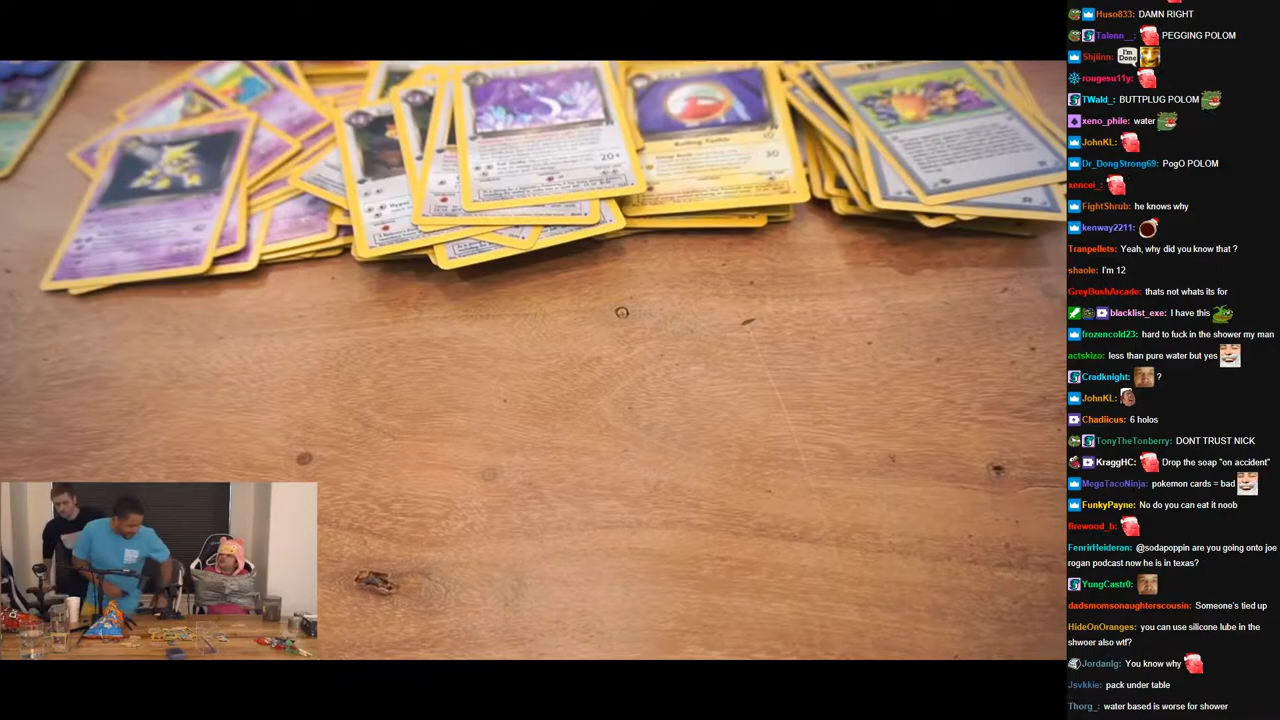 Huso833: DAMN RIGHT
Talenn__: PEGGING POLOM
Shjiinn: I'm Done
rougesu11y:
TWald_: BUTTPLUG POLOM
xeno_phile: water
JohnKL:
Dr_DongStrong69: PogO POLOM
xencei_:
FightShrub: he knows why
kenway2211:
Tranpellets: Yeah, why did you know that ?
shaole: I'm 12
GreyBushArcade: thats not whats its for
blacklist_exe: I have this
frozencold23: hard to fuck in the shower my man
actskizo: less than pure water but yes
Cradknight: ?
JohnKL:
Chadiicus: 6 holos
TonyTheTonberry: DONT TRUST NICK
KraggHC: Drop the soap "on accident"
MegaTacoNinja: pokemon cards = bad
FunkyPayne: No do you can eat it noob
firewood_b:
FenrirHeideran: @sodapoppin are you going onto joe
rogan podcast now he is in texas?
YungCastr0:
dadsmomsonaughterscousin: Someone's tied up
HideOnOranges: you can use silicone lube in the
shwoer also wtf?
Jordanlg: You know why
Jsvkkie: pack under table
Thorg_: water based is worse for shower
20+
30